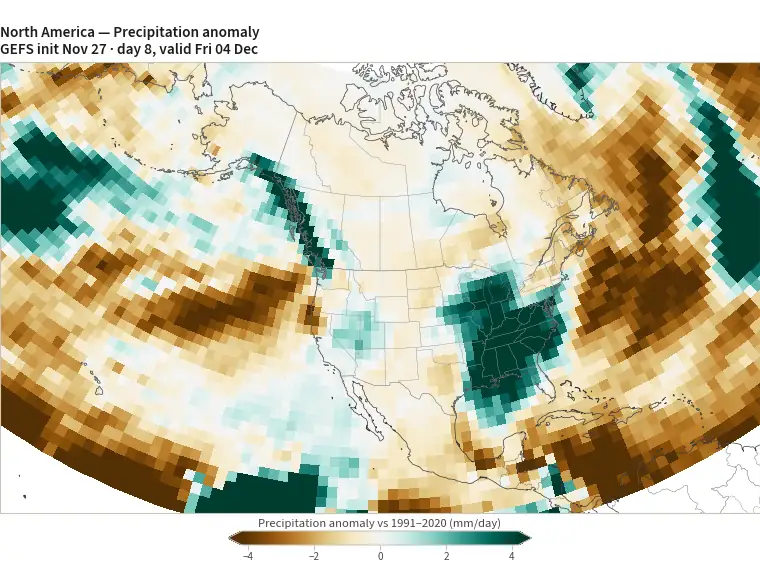 North America — Precipitation anomaly
GEFS init Nov 27 · day 8, valid Fri 04 Dec
Precipitation anomaly vs 1991–2020 (mm/day)
−4 −2 0 2 4